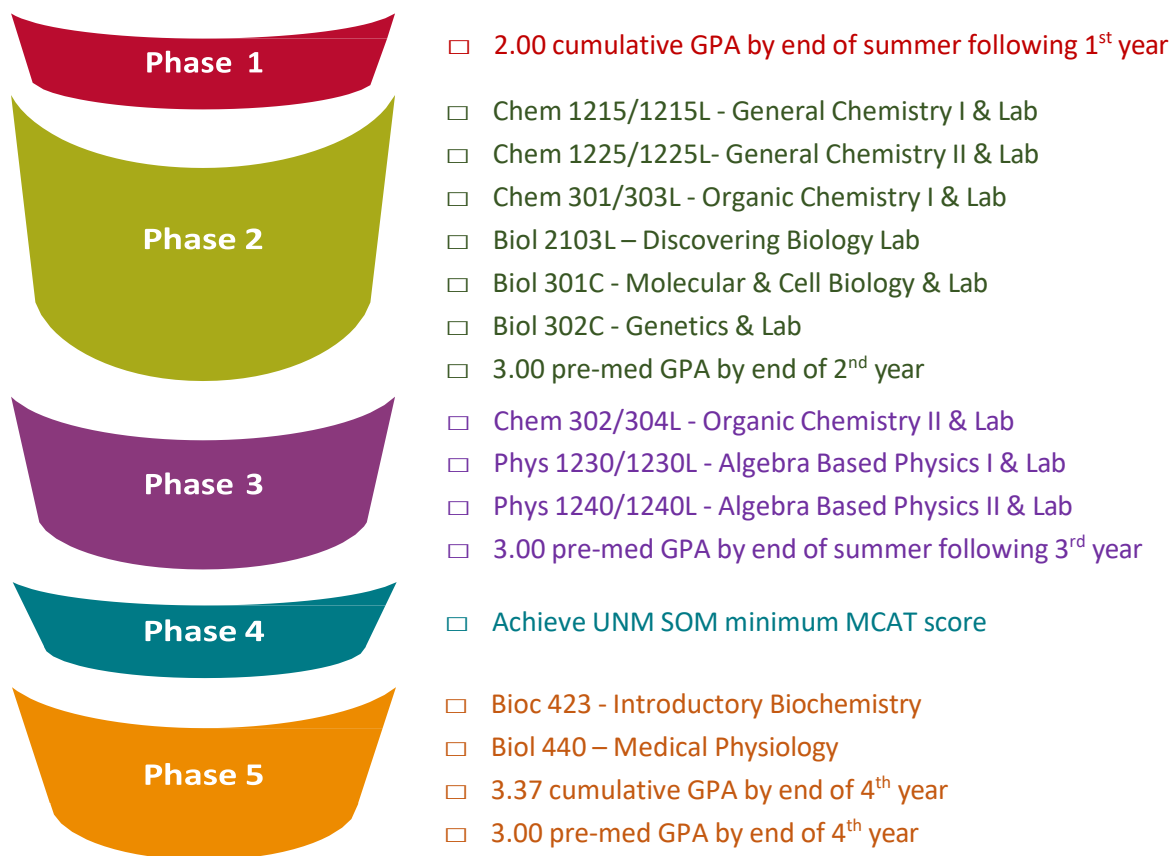 Phase 1
□ 2.00 cumulative GPA by end of summer following 1st year
Phase 2
□ Chem 1215/1215L - General Chemistry I & Lab
□ Chem 1225/1225L- General Chemistry II & Lab
□ Chem 301/303L - Organic Chemistry I & Lab
□ Biol 2103L – Discovering Biology Lab
□ Biol 301C - Molecular & Cell Biology & Lab
□ Biol 302C - Genetics & Lab
□ 3.00 pre-med GPA by end of 2nd year
Phase 3
□ Chem 302/304L - Organic Chemistry II & Lab
□ Phys 1230/1230L - Algebra Based Physics I & Lab
□ Phys 1240/1240L - Algebra Based Physics II & Lab
□ 3.00 pre-med GPA by end of summer following 3rd year
Phase 4
□ Achieve UNM SOM minimum MCAT score
Phase 5
□ Bioc 423 - Introductory Biochemistry
□ Biol 440 – Medical Physiology
□ 3.37 cumulative GPA by end of 4th year
□ 3.00 pre-med GPA by end of 4th year